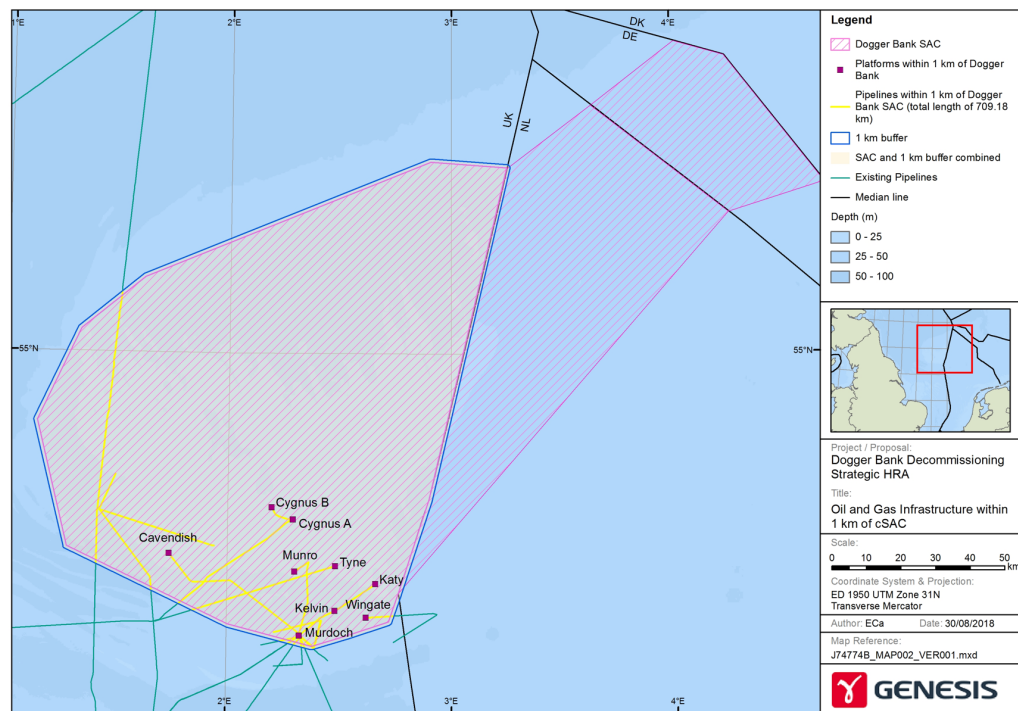 1°E
2°E
3°E
4°E
DK
DE
UK
NL
55°N
55°N
Cygnus B
Cygnus A
Cavendish
Munro
Tyne
Katy
Kelvin
Wingate
Murdoch
2°E
3°E
4°E
Legend
Dogger Bank SAC
Platforms within 1 km of Dogger
Bank
Pipelines within 1 km of Dogger
Bank SAC (total length of 709.18
km)
1 km buffer
SAC and 1 km buffer combined
Existing Pipelines
Median line
Depth (m)
0 - 25
25 - 50
50 - 100
Project / Proposal:
Dogger Bank Decommissioning
Strategic HRA
Title:
Oil and Gas Infrastructure within
1 km of cSAC
Scale:
0 10 20 30 40 50
km
Coordinate System & Projection:
ED 1950 UTM Zone 31N
Transverse Mercator
Author: ECa Date: 30/08/2018
Map Reference:
J74774B_MAP002_VER001.mxd
GENESIS